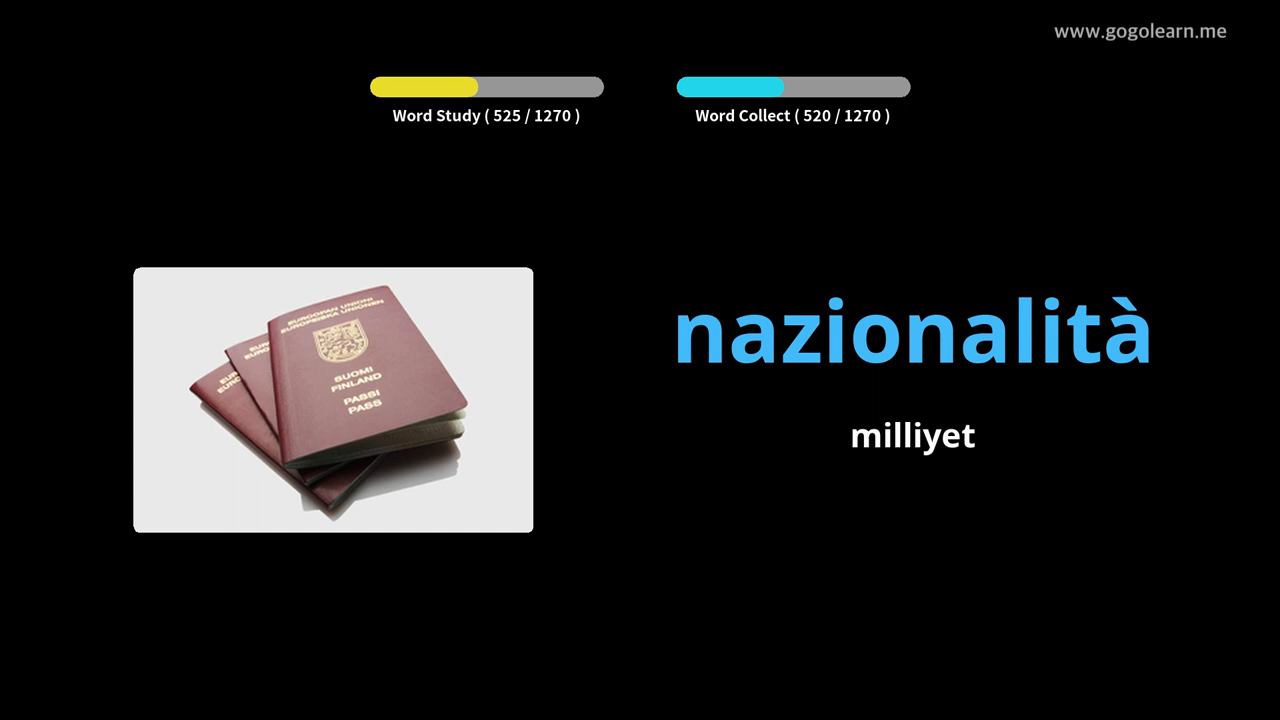 www.gogolearn.me
Word Study ( 525 / 1270 )
Word Collect ( 520 / 1270 )
EUROOPAN UNIONI
EUROPEISKA UNIONEN
SUOMI
FINLAND
PASSI
PASS
nazionalità
milliyet